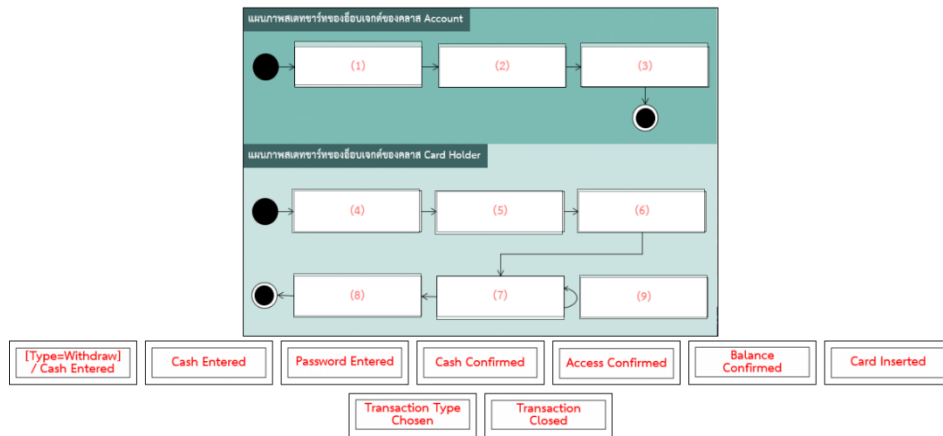 แผนภาพสเตทชาร์ทของอ็อบเจกต์ของคลาส Account
(1)
(2)
(3)
แผนภาพสเตทชาร์ทของอ็อบเจกต์ของคลาส Card Holder
(4)
(5)
(6)
(8)
(7)
(9)
[Type=Withdraw]
/ Cash Entered
Cash Entered
Password Entered
Cash Confirmed
Access Confirmed
Balance
Confirmed
Card Inserted
Transaction Type
Chosen
Transaction
Closed